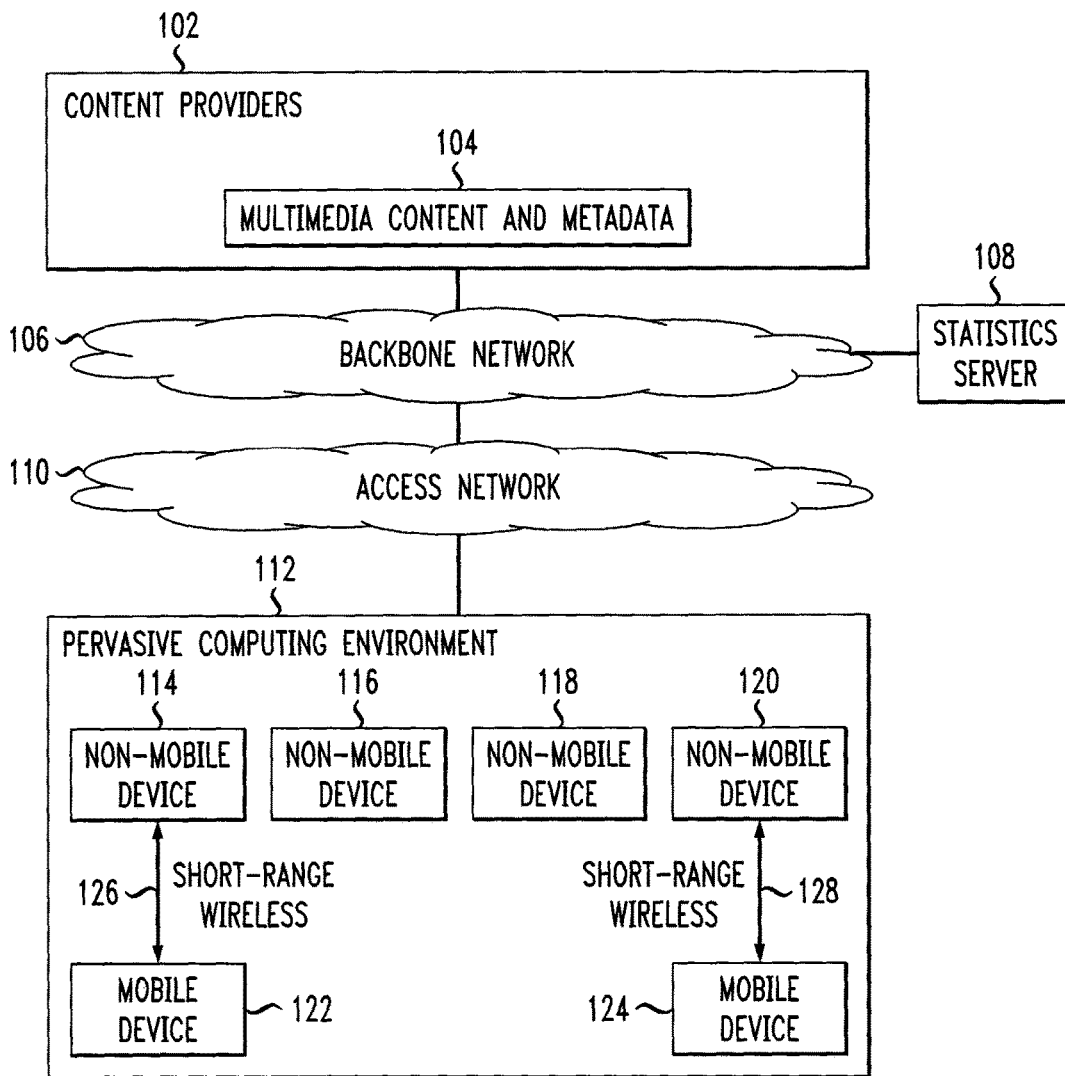 102
CONTENT PROVIDERS
104
MULTIMEDIA CONTENT AND METADATA
106
BACKBONE NETWORK
108
STATISTICS
SERVER
110
ACCESS NETWORK
112
PERVASIVE COMPUTING ENVIRONMENT
114
116
118
120
NON-MOBILE
DEVICE
NON-MOBILE
DEVICE
NON-MOBILE
DEVICE
NON-MOBILE
DEVICE
126
SHORT-RANGE
WIRELESS
SHORT-RANGE
WIRELESS
128
MOBILE
DEVICE
122
124
MOBILE
DEVICE